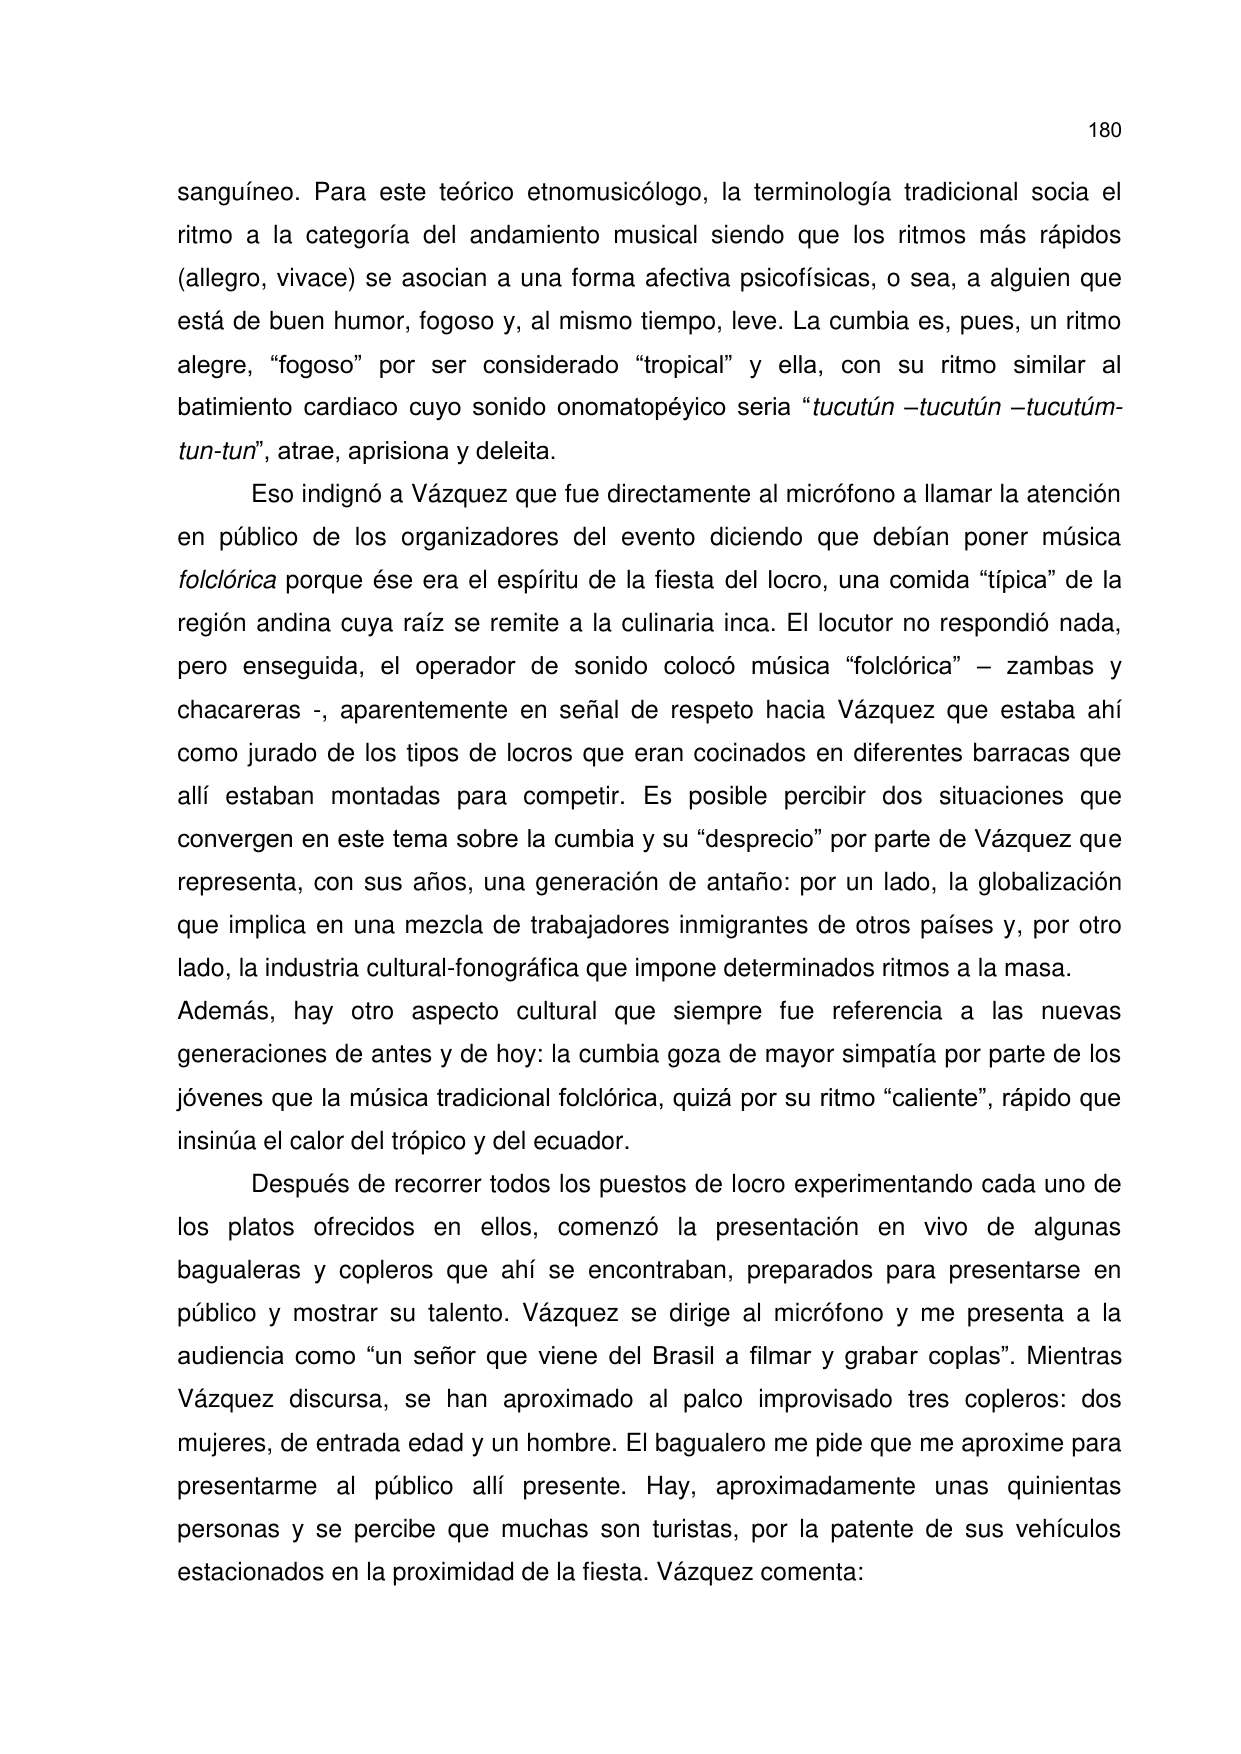 180
sanguíneo. Para este teórico etnomusicólogo, la terminología tradicional socia el
ritmo a la categoría del andamiento musical siendo que los ritmos más rápidos
(allegro, vivace) se asocian a una forma afectiva psicofísicas, o sea, a alguien que
está de buen humor, fogoso y, al mismo tiempo, leve. La cumbia es, pues, un ritmo
alegre, “fogoso” por ser considerado “tropical” y ella, con su ritmo similar al
batimiento cardiaco cuyo sonido onomatopéyico seria “tucutún –tucutún –tucutúm-
tun-tun”, atrae, aprisiona y deleita.
Eso indignó a Vázquez que fue directamente al micrófono a llamar la atención
en público de los organizadores del evento diciendo que debían poner música
folclórica porque ése era el espíritu de la fiesta del locro, una comida “típica” de la
región andina cuya raíz se remite a la culinaria inca. El locutor no respondió nada,
pero enseguida, el operador de sonido colocó música “folclórica” – zambas y
chacareras -, aparentemente en señal de respeto hacia Vázquez que estaba ahí
como jurado de los tipos de locros que eran cocinados en diferentes barracas que
allí estaban montadas para competir. Es posible percibir dos situaciones que
convergen en este tema sobre la cumbia y su “desprecio” por parte de Vázquez que
representa, con sus años, una generación de antaño: por un lado, la globalización
que implica en una mezcla de trabajadores inmigrantes de otros países y, por otro
lado, la industria cultural-fonográfica que impone determinados ritmos a la masa.
Además, hay otro aspecto cultural que siempre fue referencia a las nuevas
generaciones de antes y de hoy: la cumbia goza de mayor simpatía por parte de los
jóvenes que la música tradicional folclórica, quizá por su ritmo “caliente”, rápido que
insinúa el calor del trópico y del ecuador.
Después de recorrer todos los puestos de locro experimentando cada uno de
los platos ofrecidos en ellos, comenzó la presentación en vivo de algunas
bagualeras y copleros que ahí se encontraban, preparados para presentarse en
público y mostrar su talento. Vázquez se dirige al micrófono y me presenta a la
audiencia como “un señor que viene del Brasil a filmar y grabar coplas”. Mientras
Vázquez discursa, se han aproximado al palco improvisado tres copleros: dos
mujeres, de entrada edad y un hombre. El bagualero me pide que me aproxime para
presentarme al público allí presente. Hay, aproximadamente unas quinientas
personas y se percibe que muchas son turistas, por la patente de sus vehículos
estacionados en la proximidad de la fiesta. Vázquez comenta: